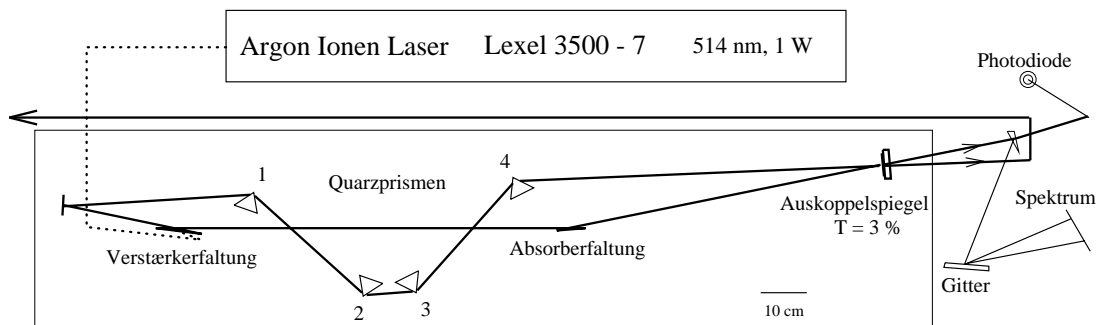 Argon Ionen Laser Lexel 3500 - 7 514 nm, 1 W
Photodiode
1
4
Quarzprismen
Auskoppelspiegel
T = 3 %
Spektrum
Verstærkerfaltung
Absorberfaltung
Gitter
2
3
10 cm